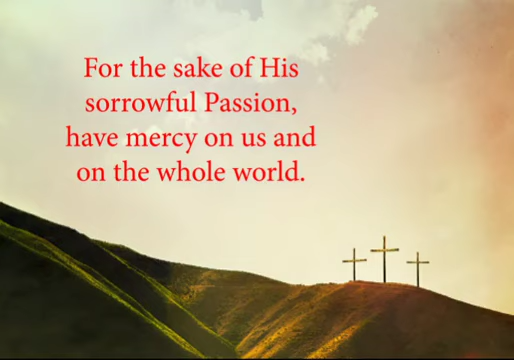 For the sake of His
sorrowful Passion,
have mercy on us and
on the whole world.